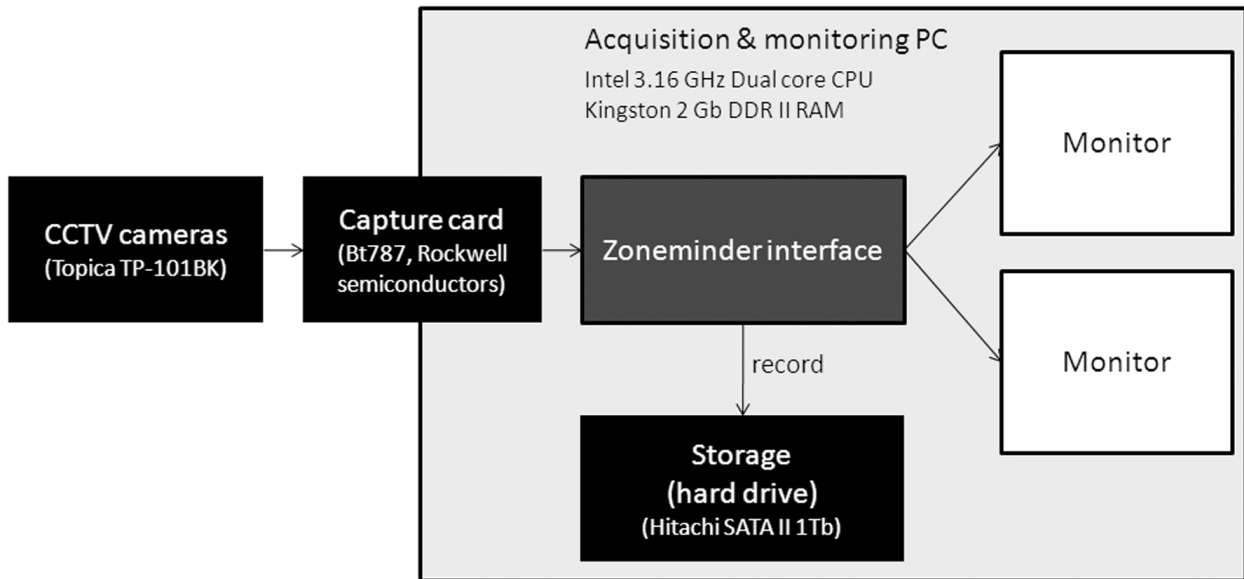 Acquisition & monitoring PC
Intel 3.16 GHz Dual core CPU
Kingston 2 Gb DDR II RAM
CCTV cameras
(Topica TP-101BK)
Capture card
(Bt787, Rockwell
semiconductors)
Zoneminder interface
Monitor
Monitor
record
Storage
(hard drive)
(Hitachi SATA II 1Tb)